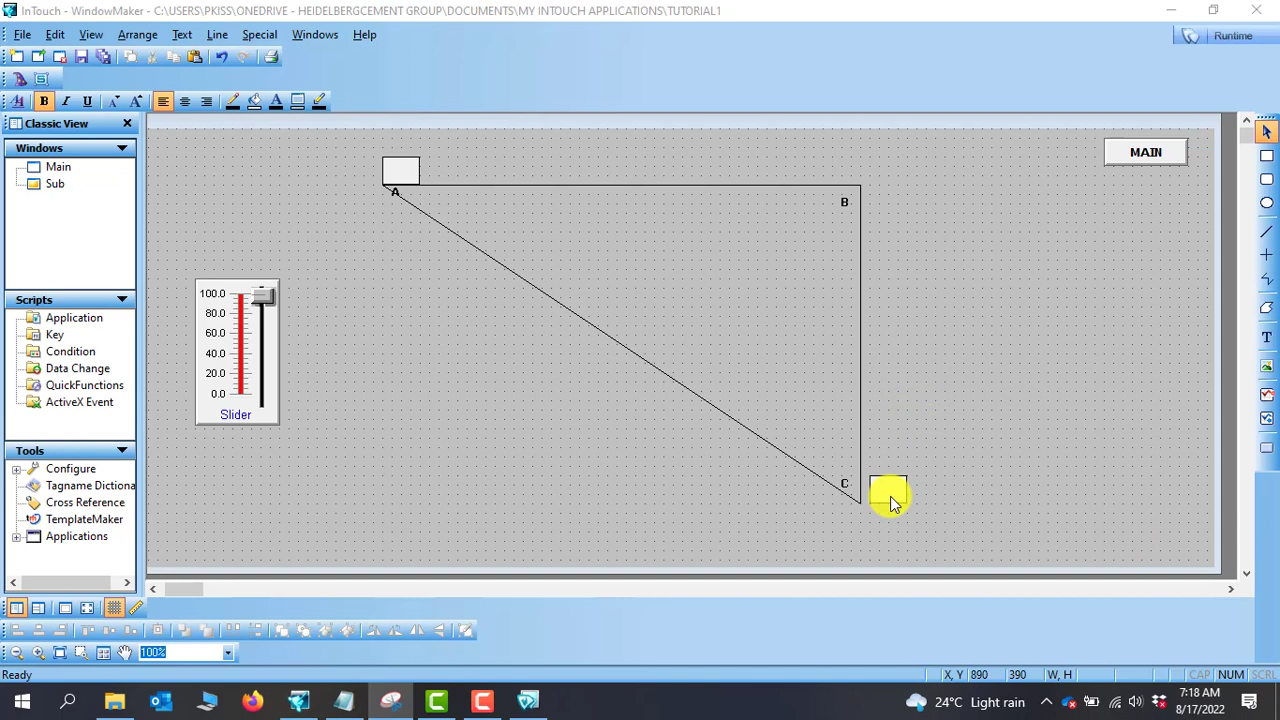 InTouch - WindowMaker - C:\USERS\PKISS\ONEDRIVE - HEIDELBERGCEMENT GROUP\DOCUMENTS\MY INTOUCH APPLICATIONS\TUTORIAL1
File Edit View Arrange Text Line Special Windows Help
Runtime
B I U A A A
Classic View
Windows
Main
Sub
Scripts
Application
Key
Condition
Data Change
QuickFunctions
ActiveX Event
Tools
Configure
Tagname Dictiona
Cross Reference
TemplateMaker
Applications
MAIN
A
B
C
100.0
80.0
60.0
40.0
20.0
0.0
Slider
T
100%
Ready
X, Y 890 390 W, H CAP NUM SCRL
24°C Light rain
7:18 AM
8/17/2022